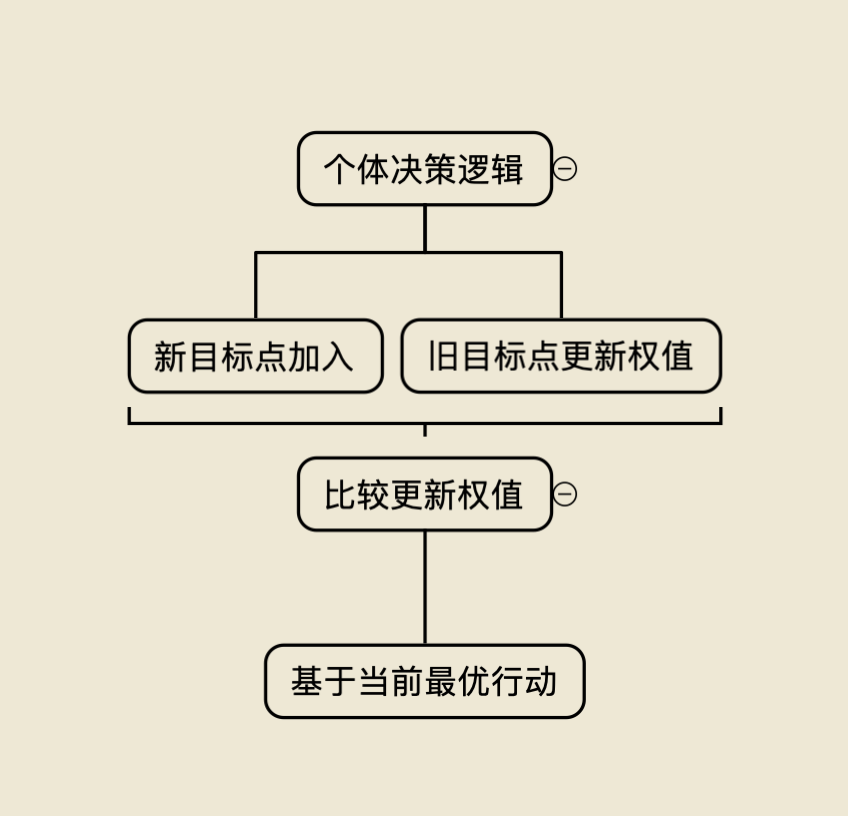 个体决策逻辑
新目标点加入
旧目标点更新权值
比较更新权值
基于当前最优行动